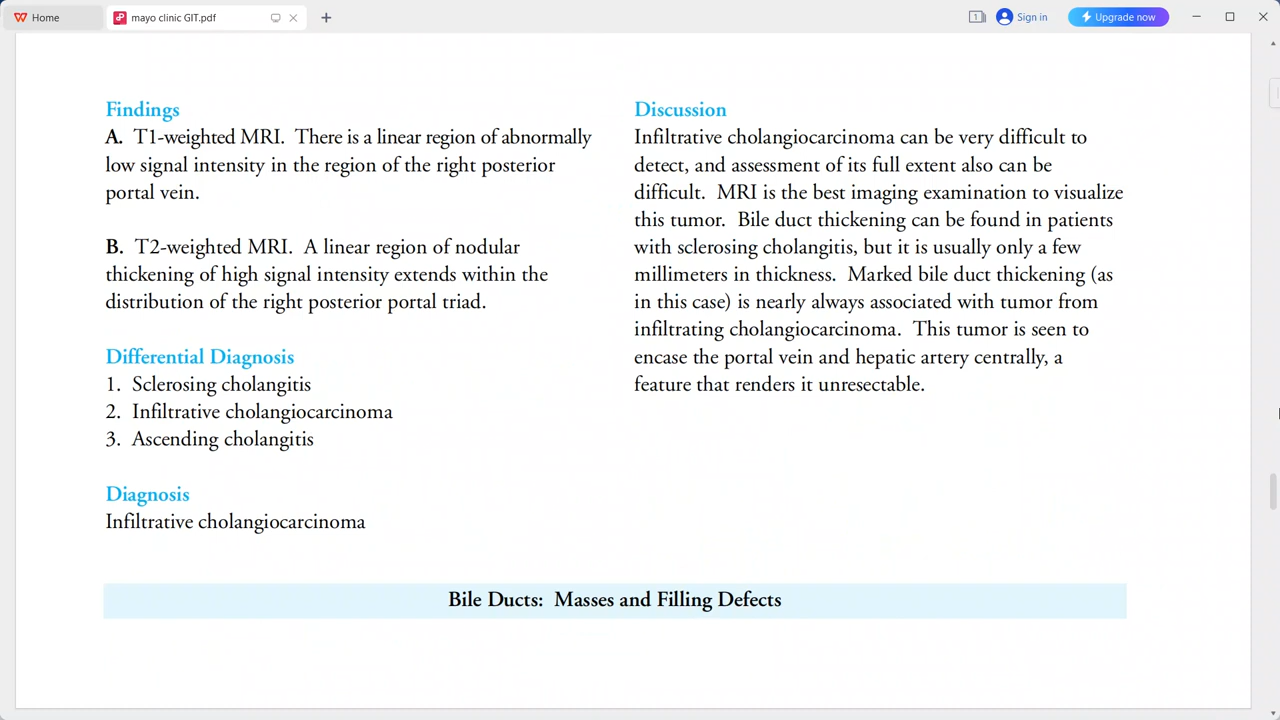 Home
mayo clinic GIT.pdf
1
Sign in
Upgrade now
Findings
A. T1-weighted MRI. There is a linear region of abnormally
low signal intensity in the region of the right posterior
portal vein.
B. T2-weighted MRI. A linear region of nodular
thickening of high signal intensity extends within the
distribution of the right posterior portal triad.
Differential Diagnosis
1. Sclerosing cholangitis
2. Infiltrative cholangiocarcinoma
3. Ascending cholangitis
Diagnosis
Infiltrative cholangiocarcinoma
Discussion
Infiltrative cholangiocarcinoma can be very difficult to
detect, and assessment of its full extent also can be
difficult. MRI is the best imaging examination to visualize
this tumor. Bile duct thickening can be found in patients
with sclerosing cholangitis, but it is usually only a few
millimeters in thickness. Marked bile duct thickening (as
in this case) is nearly always associated with tumor from
infiltrating cholangiocarcinoma. This tumor is seen to
encase the portal vein and hepatic artery centrally, a
feature that renders it unresectable.
Bile Ducts: Masses and Filling Defects